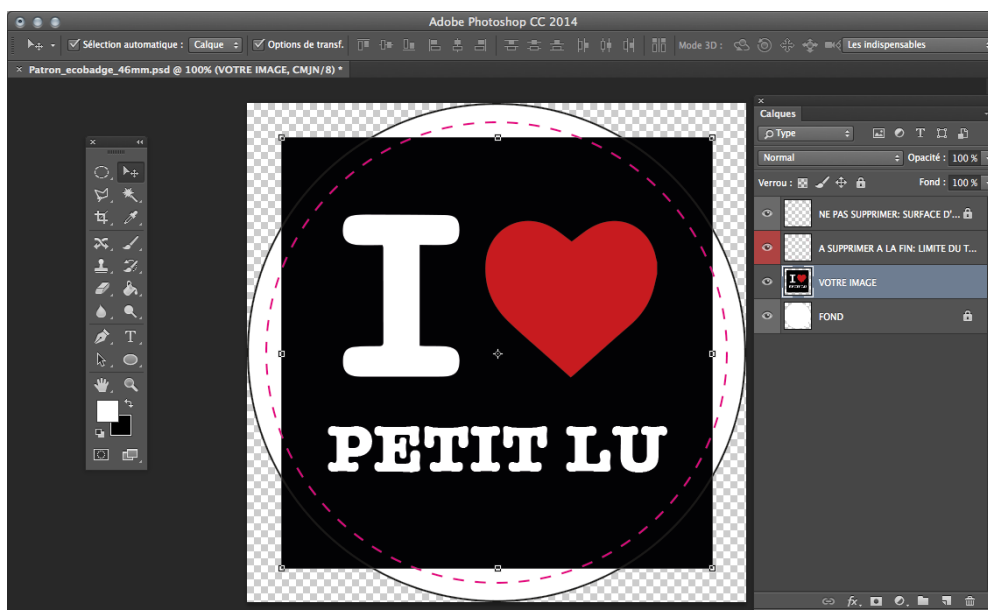 Adobe Photoshop CC 2014
Sélection automatique : Calque Options de transf. Mode 3D : Les indispensables
× Patron_ecobadge_46mm.psd @ 100% (VOTRE IMAGE, CMJN/8) *
Calques
Type
Normal Opacité : 100 %
Verrou : Fond : 100 %
NE PAS SUPPRIMER: SURFACE D'...
A SUPPRIMER A LA FIN: LIMITE DU T...
VOTRE IMAGE
FOND
I
PETIT LU